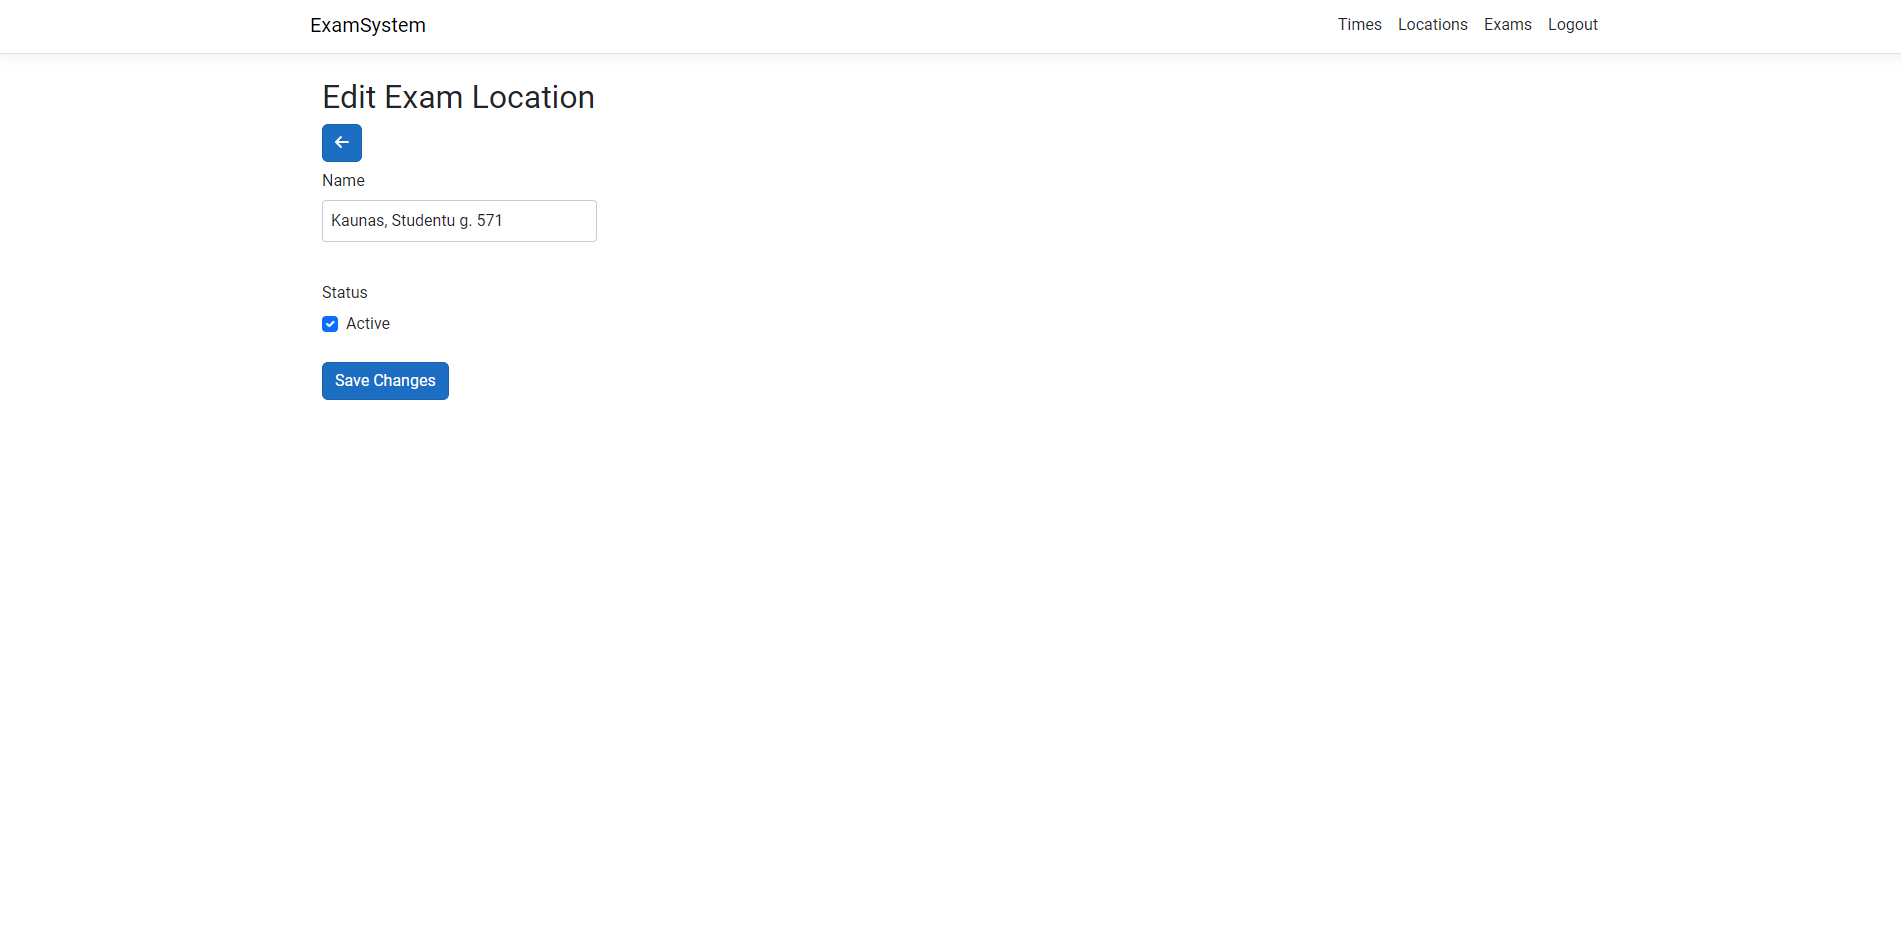 ExamSystem
Times Locations Exams Logout
Edit Exam Location
Name
Kaunas, Studentu g. 571
Status
Active
Save Changes